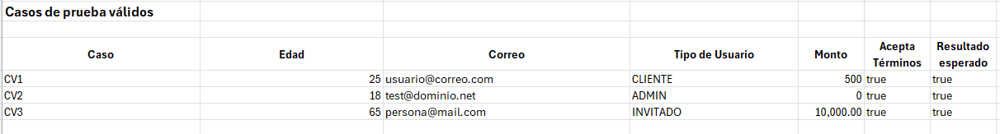 Casos de prueba válidos
Caso Edad Correo Tipo de Usuario Monto Acepta Términos Resultado esperado
CV1 25 usuario@correo.com CLIENTE 500 true true
CV2 18 test@dominio.net ADMIN 0 true true
CV3 65 persona@mail.com INVITADO 10,000.00 true true